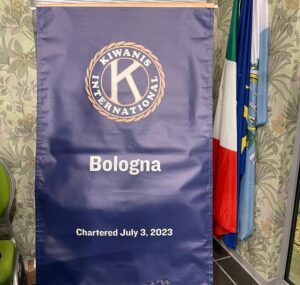 KIWANIS
INTERNATIONAL
K
Bologna
Chartered July 3, 2023